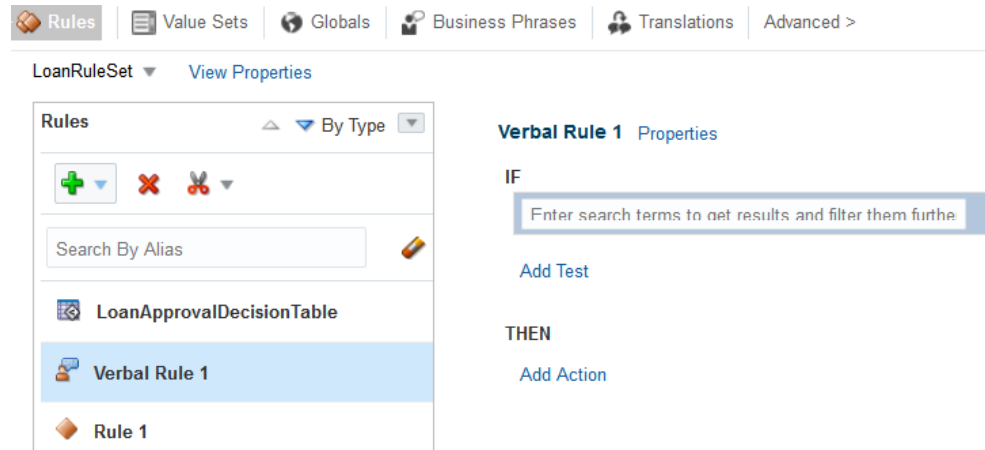 Rules Value Sets Globals Business Phrases Translations Advanced >
LoanRuleSet View Properties
Rules By Type
Verbal Rule 1 Properties
IF
Enter search terms to get results and filter them furthe
Search By Alias
Add Test
LoanApprovalDecisionTable
THEN
Verbal Rule 1
Add Action
Rule 1